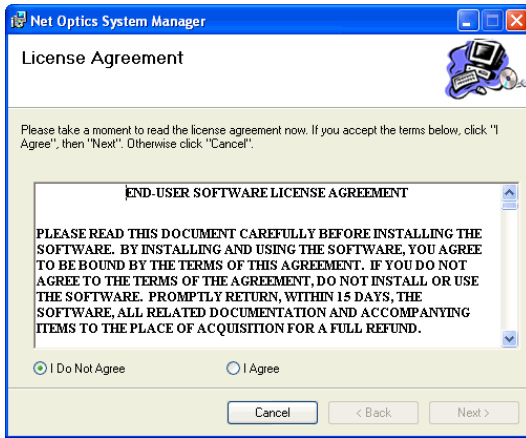 Net Optics System Manager
License Agreement
Please take a moment to read the license agreement now. If you accept the terms below, click "I
Agree", then "Next". Otherwise click "Cancel".
END-USER SOFTWARE LICENSE AGREEMENT
PLEASE READ THIS DOCUMENT CAREFULLY BEFORE INSTALLING THE
SOFTWARE. BY INSTALLING AND USING THE SOFTWARE, YOU AGREE
TO BE BOUND BY THE TERMS OF THIS AGREEMENT. IF YOU DO NOT
AGREE TO THE TERMS OF THE AGREEMENT, DO NOT INSTALL OR USE
THE SOFTWARE. PROMPTLY RETURN, WITHIN 15 DAYS, THE
SOFTWARE, ALL RELATED DOCUMENTATION AND ACCOMPANYING
ITEMS TO THE PLACE OF ACQUISITION FOR A FULL REFUND.
I Do Not Agree I Agree
Cancel < Back Next >